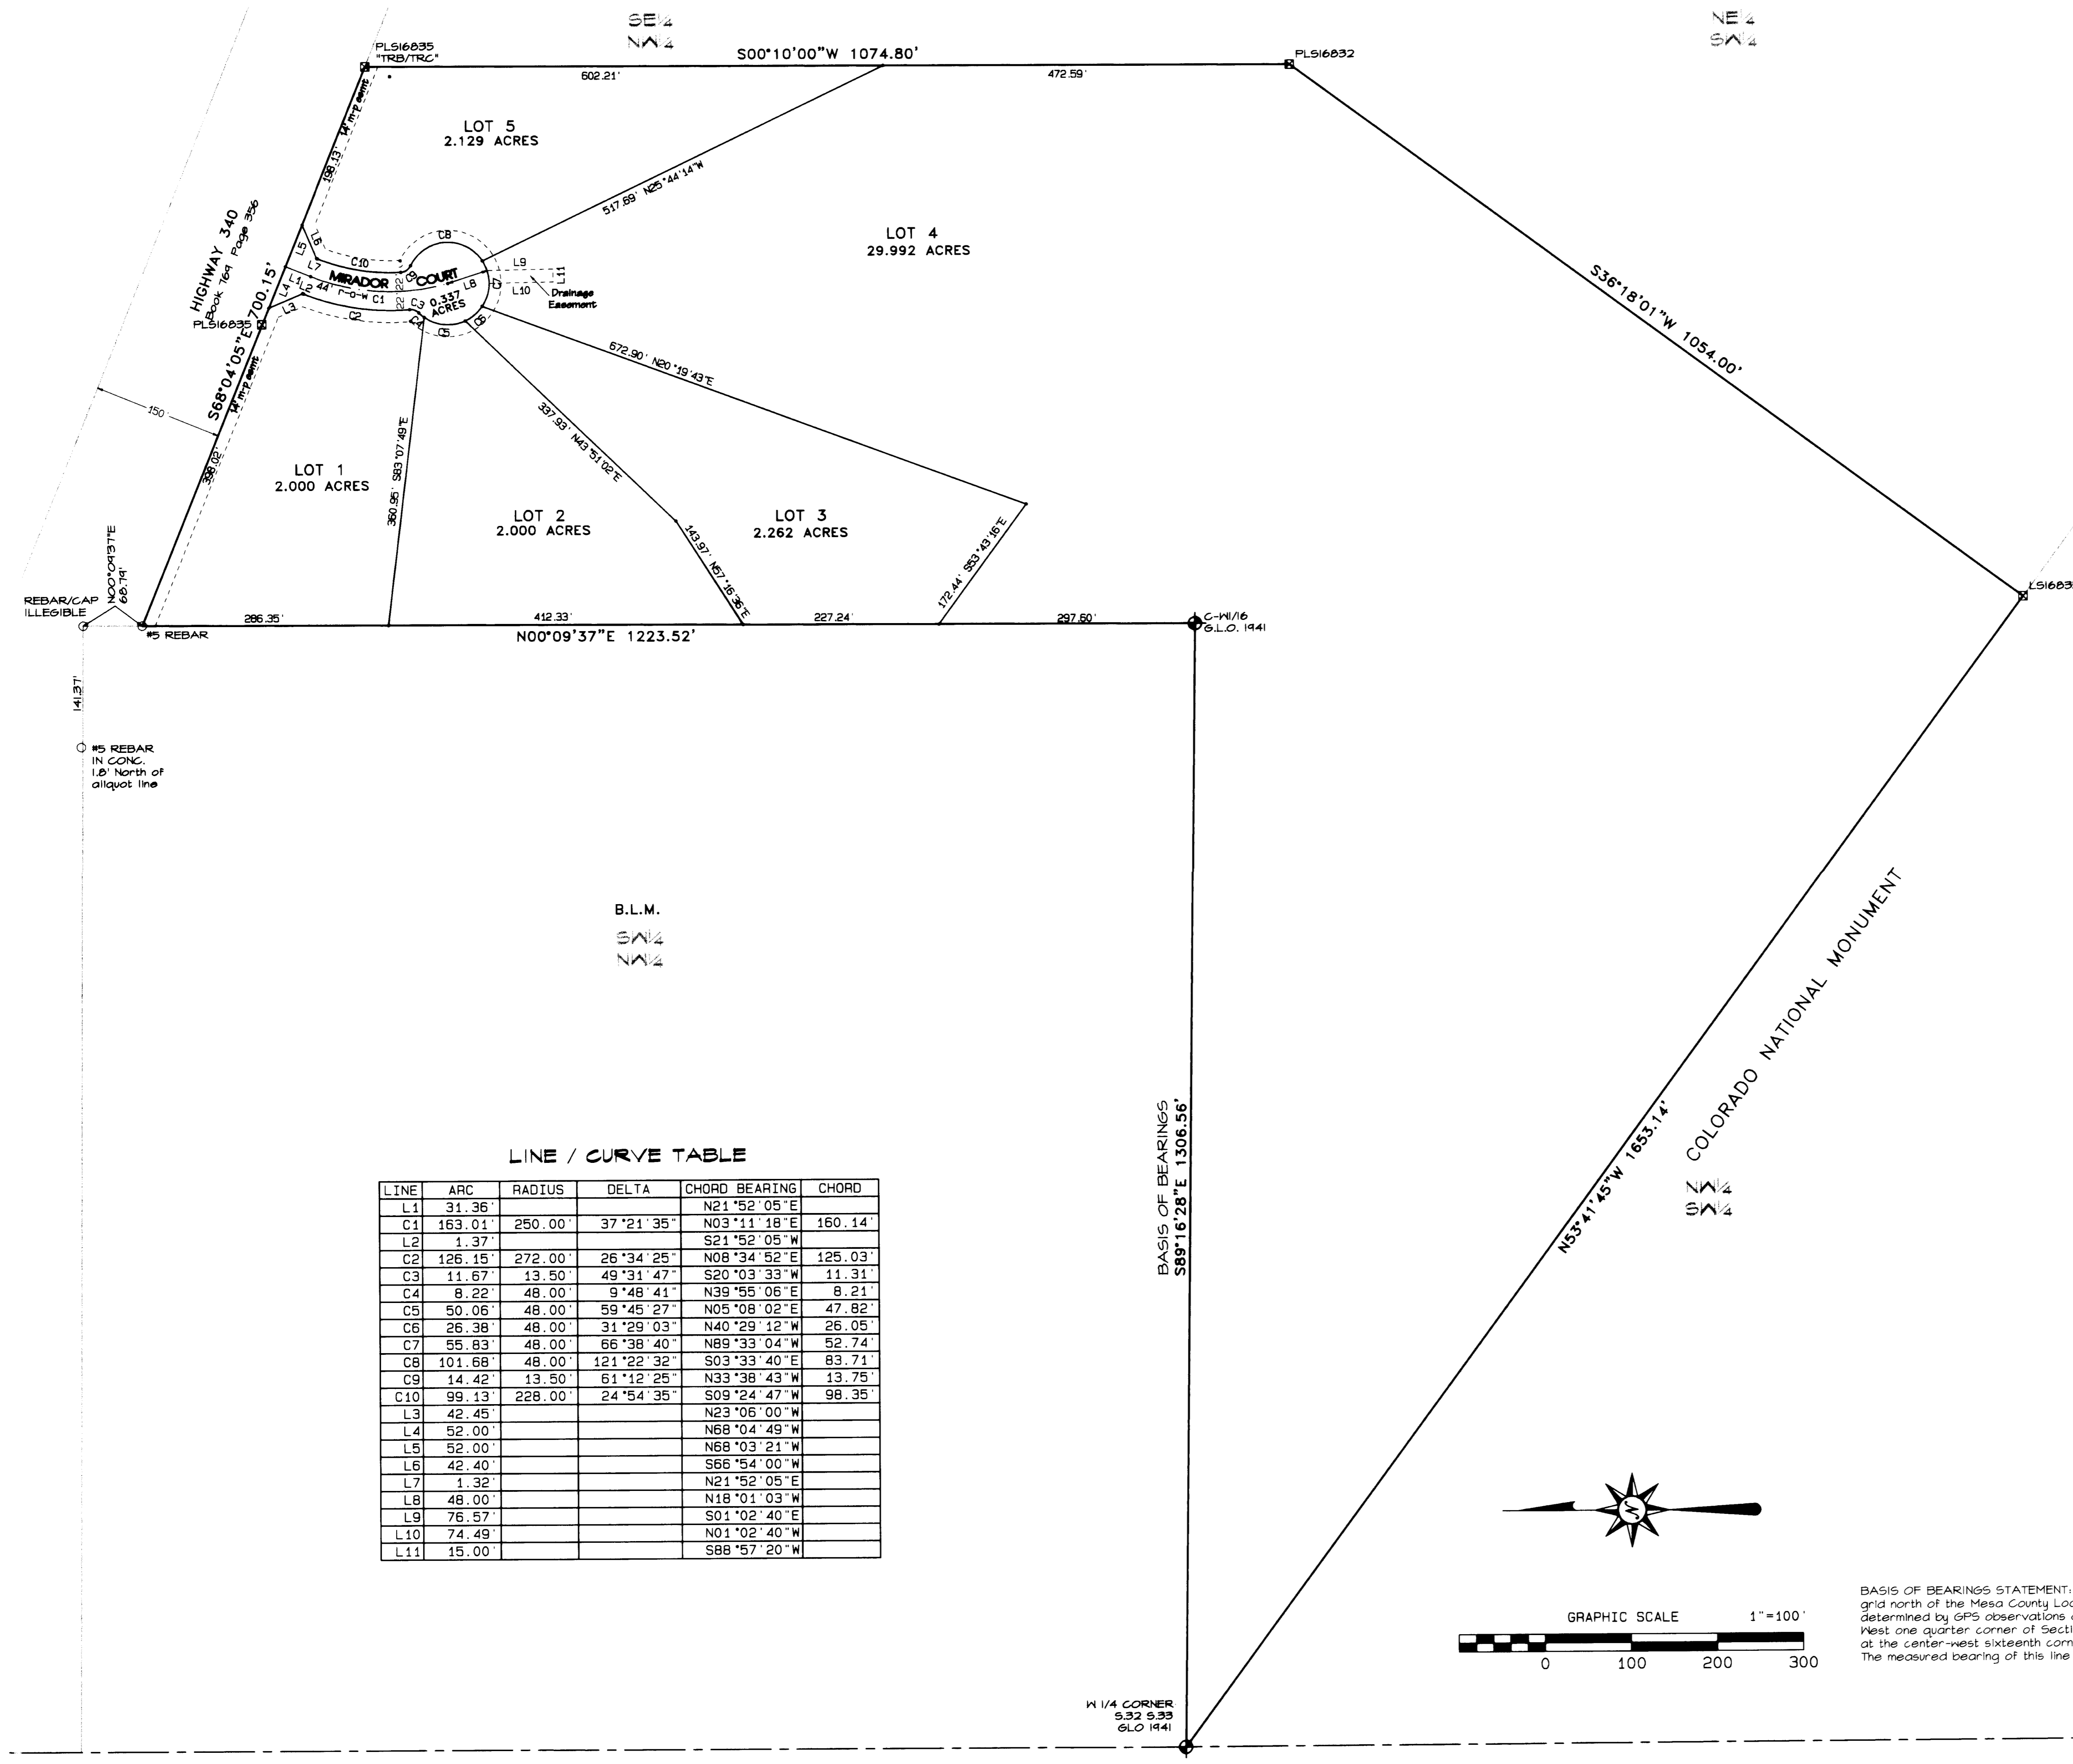 SE¼
NW¼
NE¼
SW¼
PLS16835
"TRB/TRC"
S00°10'00"W 1074.80'
602.21'
472.59'
PLS16832
14' m-p esmt
198.13'
LOT 5
2.129 ACRES
517.69' N25°44'14"W
LOT 4
29.992 ACRES
HIGHWAY 340
Book 769 Page 356
S68°04'05"E 700.15'
PLS16835
L6
L5
L7
C10
C8
C9
MIRADOR COURT
L1
L2
44' r-o-w
C1
22'
22'
C3
0.337
ACRES
L8
C7
L9
L10
L11
Drainage
Easement
L4
L3
C2
C4
C5
C6
14' m-p esmt
150'
398.02'
S36°18'01"W 1054.00'
672.90' N20°19'43"E
337.93' N43°51'02"E
360.95' S83°07'49"E
LOT 1
2.000 ACRES
LOT 2
2.000 ACRES
LOT 3
2.262 ACRES
143.97' N57°16'36"E
172.44' S53°43'16"E
N00°09'37"E
68.79'
REBAR/CAP
ILLEGIBLE
#5 REBAR
286.35'
412.33'
227.24'
297.60'
N00°09'37"E 1223.52'
C-W1/16
G.L.O. 1941
141.37'
#5 REBAR
IN CONC.
1.8' North of
aliquot line
B.L.M.
SW¼
NW¼
BASIS OF BEARINGS
S89°16'28"E 1306.56'
N53°41'45"W 1653.14'
COLORADO NATIONAL MONUMENT
NW¼
SW¼
LINE / CURVE TABLE
LINE ARC RADIUS DELTA CHORD BEARING CHORD
L1 31.36' N21°52'05"E
C1 163.01' 250.00' 37°21'35" N03°11'18"E 160.14'
L2 1.37' S21°52'05"W
C2 126.15' 272.00' 26°34'25" N08°34'52"E 125.03'
C3 11.67' 13.50' 49°31'47" S20°03'33"W 11.31'
C4 8.22' 48.00' 9°48'41" N39°55'06"E 8.21'
C5 50.06' 48.00' 59°45'27" N05°08'02"E 47.82'
C6 26.38' 48.00' 31°29'03" N40°29'12"W 26.05'
C7 55.83' 48.00' 66°38'40" N89°33'04"W 52.74'
C8 101.68' 48.00' 121°22'32" S03°33'40"E 83.71'
C9 14.42' 13.50' 61°12'25" N33°38'43"W 13.75'
C10 99.13' 228.00' 24°54'35" S09°24'47"W 98.35'
L3 42.45' N23°06'00"W
L4 52.00' N68°04'49"W
L5 52.00' N68°03'21"W
L6 42.40' S66°54'00"W
L7 1.32' N21°52'05"E
L8 48.00' N18°01'03"W
L9 76.57' S01°02'40"E
L10 74.49' N01°02'40"W
L11 15.00' S88°57'20"W
N
GRAPHIC SCALE 1"=100'
0 100 200 300
BASIS OF BEARINGS STATEMENT:
grid north of the Mesa County
determined by GPS observations
West one quarter corner of
at the center-west sixteenth
The measured bearing of this line
W 1/4 CORNER
S.32 S.33
GLO 1941